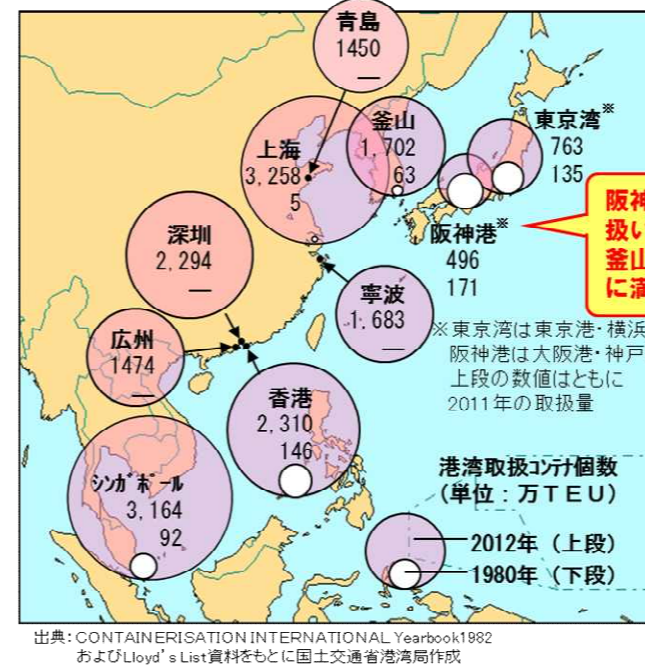 青島
1450
—
釜山
1,702
63
上海
3,258
5
東京湾※
763
135
阪神港※
496
171
阪神
扱い
釜山
に満
深圳
2,294
—
寧波
1,683
—
広州
1474
—
香港
2,310
146
シンガポール
3,164
92
※東京湾は東京港・横浜
阪神港は大阪港・神戸
上段の数値はともに
2011年の取扱量
港湾取扱コンテナ個数
(単位:万TEU)
2012年(上段)
1980年(下段)
出典:CONTAINERISATION INTERNATIONAL Yearbook1982
およびLloyd's List資料をもとに国土交通省港湾局作成